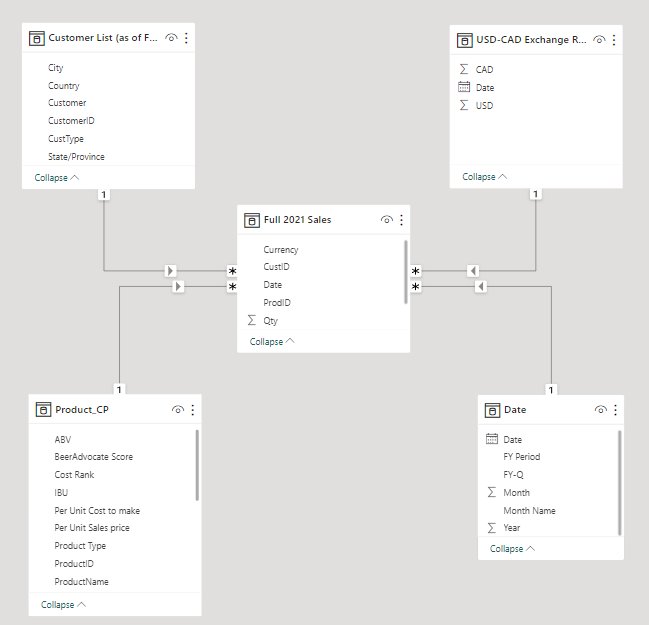 Customer List (as of F...
City
Country
Customer
CustomerID
CustType
State/Province
Collapse
USD-CAD Exchange R...
CAD
Date
USD
Collapse
1
1
Full 2021 Sales
Currency
CustID
Date
ProdID
Qty
Collapse
*
*
*
*
1
1
Product_CP
ABV
BeerAdvocate Score
Cost Rank
IBU
Per Unit Cost to make
Per Unit Sales price
Product Type
ProductID
ProductName
Collapse
Date
Date
FY Period
FY-Q
Month
Month Name
Year
Collapse